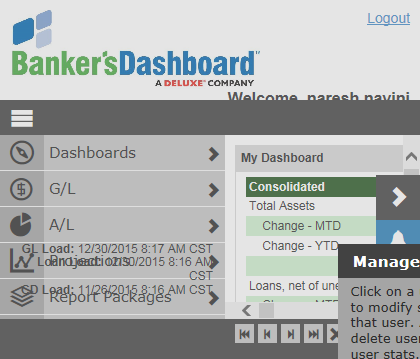 Logout
Banker'sDashboard™
A DELUXE® COMPANY
Welcome, paresh navini
Dashboards
G/L
A/L
GL Load: 12/30/2015 8:17 AM CST
Loan Load: 12/30/2015 8:16 AM
CST
CD Load: 11/26/2015 8:16 AM CST
Report Packages
My Dashboard
Consolidated
Total Assets
Change - MTD
Change - YTD
Loans, net of une
Change - MTD
Manage
Click on a
to modify s
that user.
delete use
user stats.